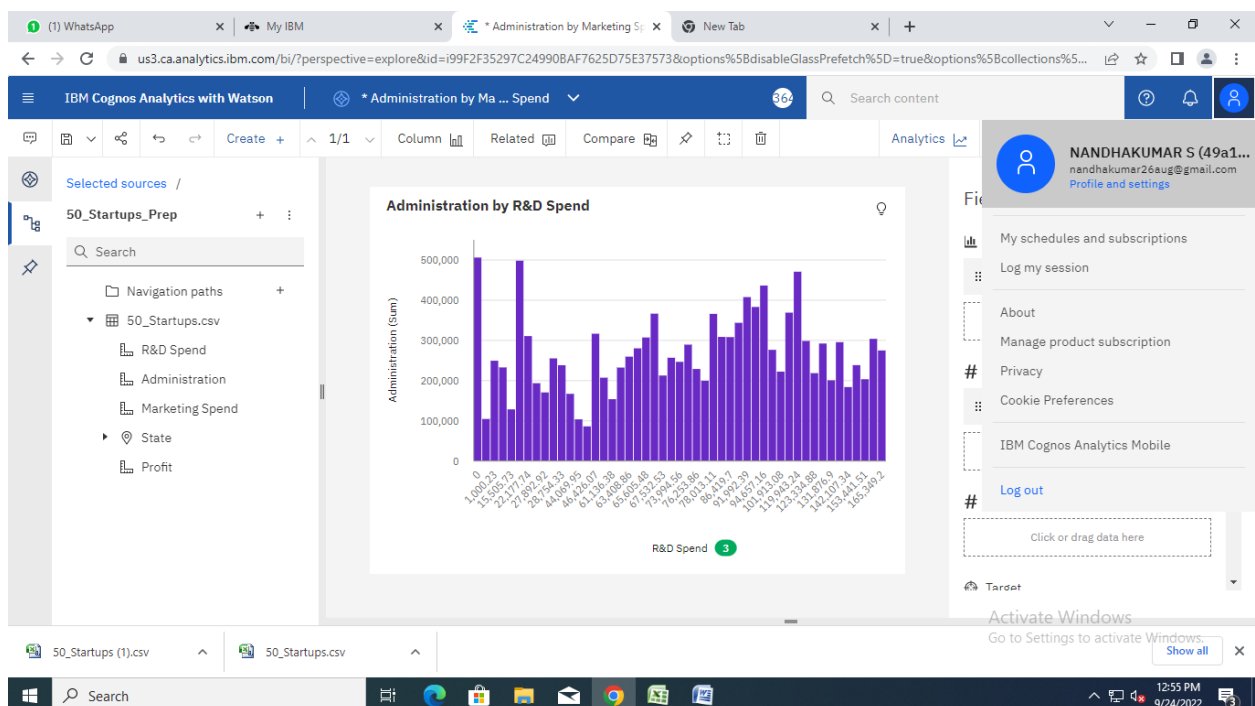 (1) WhatsApp
My IBM
* Administration by Marketing Sp
New Tab
us3.ca.analytics.ibm.com/bi/?perspective=explore&id=i99F2F35297C24990BAF7625D75E37573&options%5BdisableGlassPrefetch%5D=true&options%5Bcollections%5...
IBM Cognos Analytics with Watson
* Administration by Ma ... Spend
364
Search content
Create +
1/1
Column
Related
Compare
Analytics
NANDHAKUMAR S (49a1...
nandhakumar26aug@gmail.com
Profile and settings
My schedules and subscriptions
Log my session
About
Manage product subscription
Privacy
Cookie Preferences
IBM Cognos Analytics Mobile
Log out
Selected sources /
50_Startups_Prep
Search
Navigation paths
50_Startups.csv
R&D Spend
Administration
Marketing Spend
State
Profit
Administration by R&D Spend
Administration (Sum)
500,000
400,000
300,000
200,000
100,000
0
0
1,000.23
15,505.73
22,177.74
27,892.92
28,754.33
44,069.95
46,426.07
61,136.38
63,408.86
65,605.48
67,532.53
73,994.56
76,253.86
78,013.11
86,419.7
91,992.39
94,657.16
101,913.08
119,943.24
123,334.88
131,876.9
142,107.34
153,441.51
165,349.2
R&D Spend 3
#
#
Click or drag data here
Target
Activate Windows
Go to Settings to activate Windows.
50_Startups (1).csv
50_Startups.csv
Show all
Search
12:55 PM
9/24/2022
3